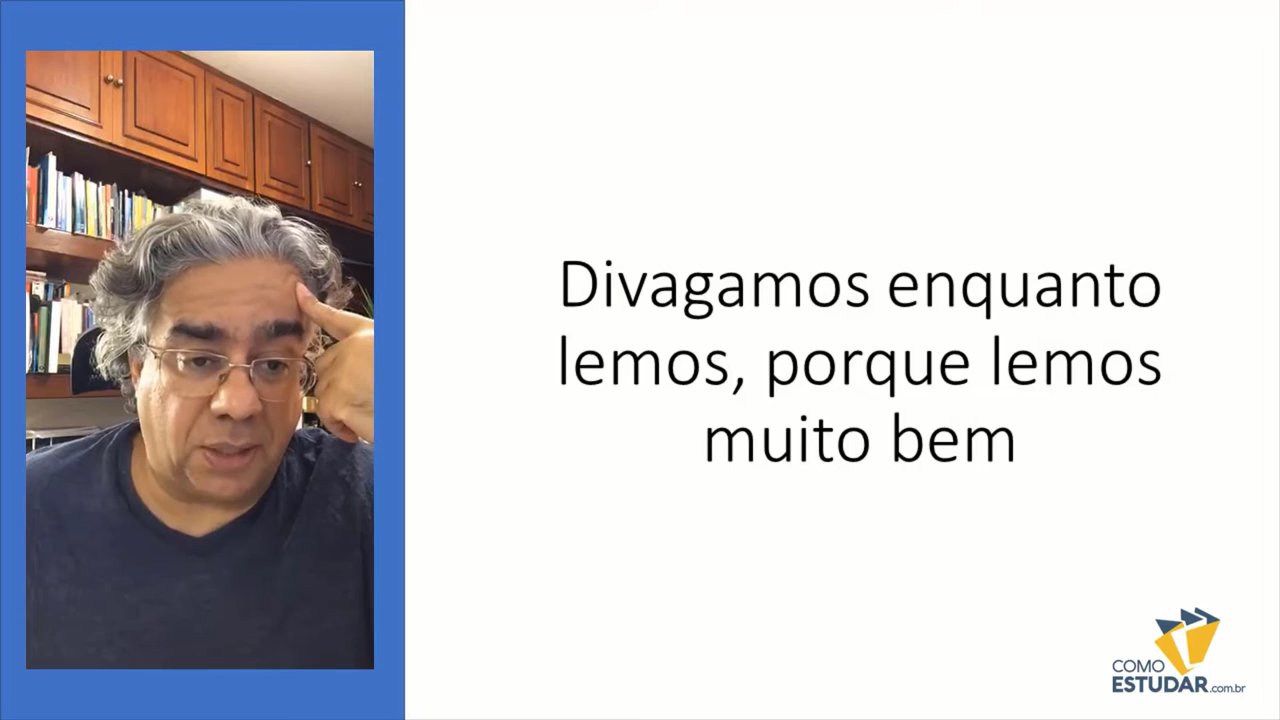 Divagamos enquanto
lemos, porque lemos
muito bem
COMO
ESTUDAR.com.br